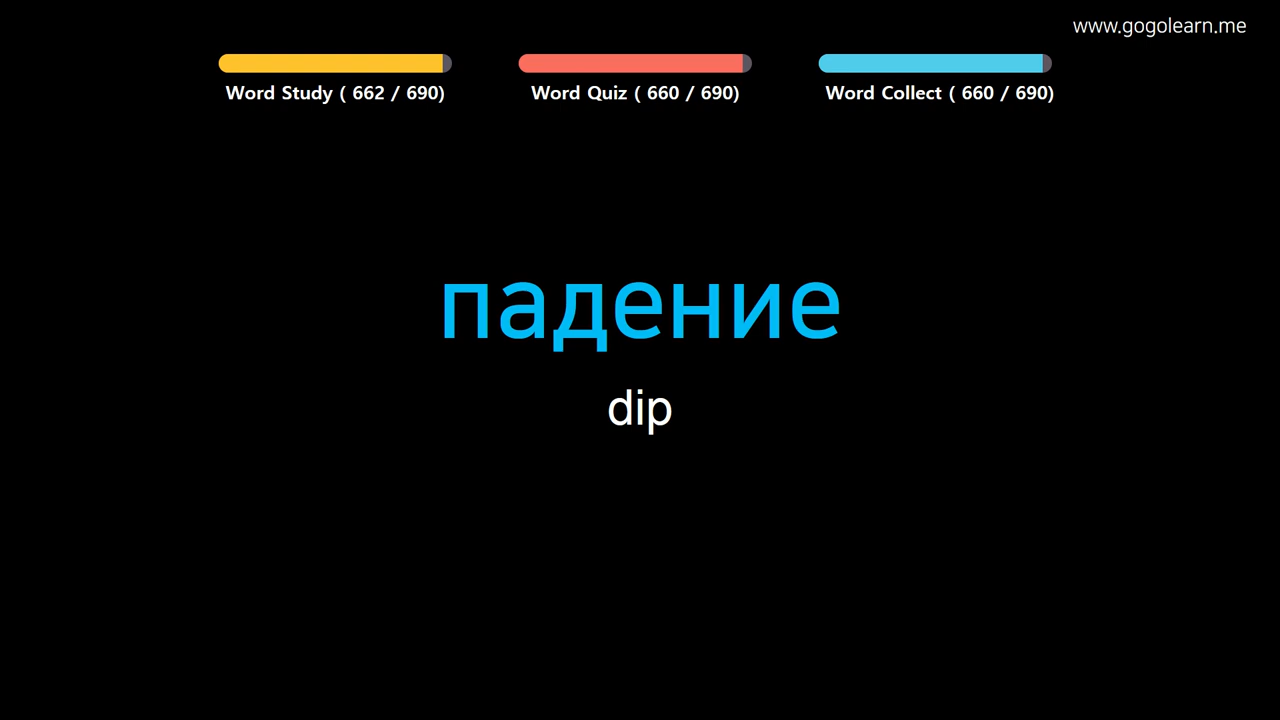 www.gogolearn.me
Word Study ( 662 / 690)
Word Quiz ( 660 / 690)
Word Collect ( 660 / 690)
падение
dip